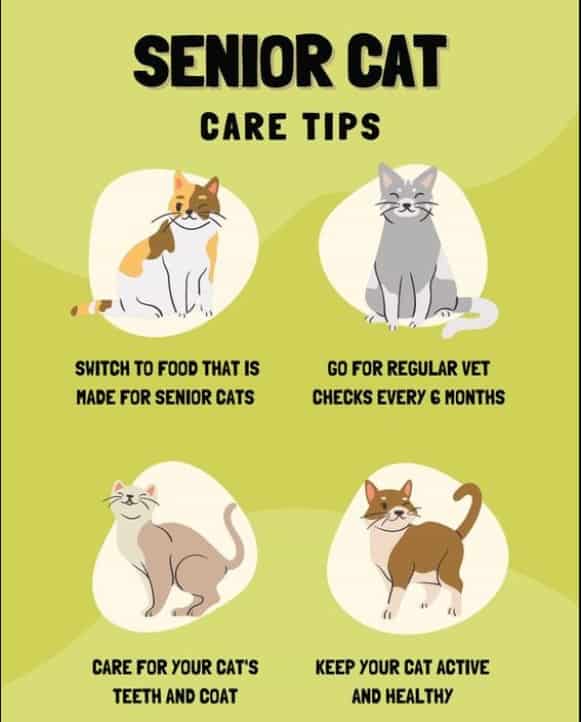 SENIOR CAT
CARE TIPS
SWITCH TO FOOD THAT IS
MADE FOR SENIOR CATS
GO FOR REGULAR VET
CHECKS EVERY 6 MONTHS
CARE FOR YOUR CAT'S
TEETH AND COAT
KEEP YOUR CAT ACTIVE
AND HEALTHY